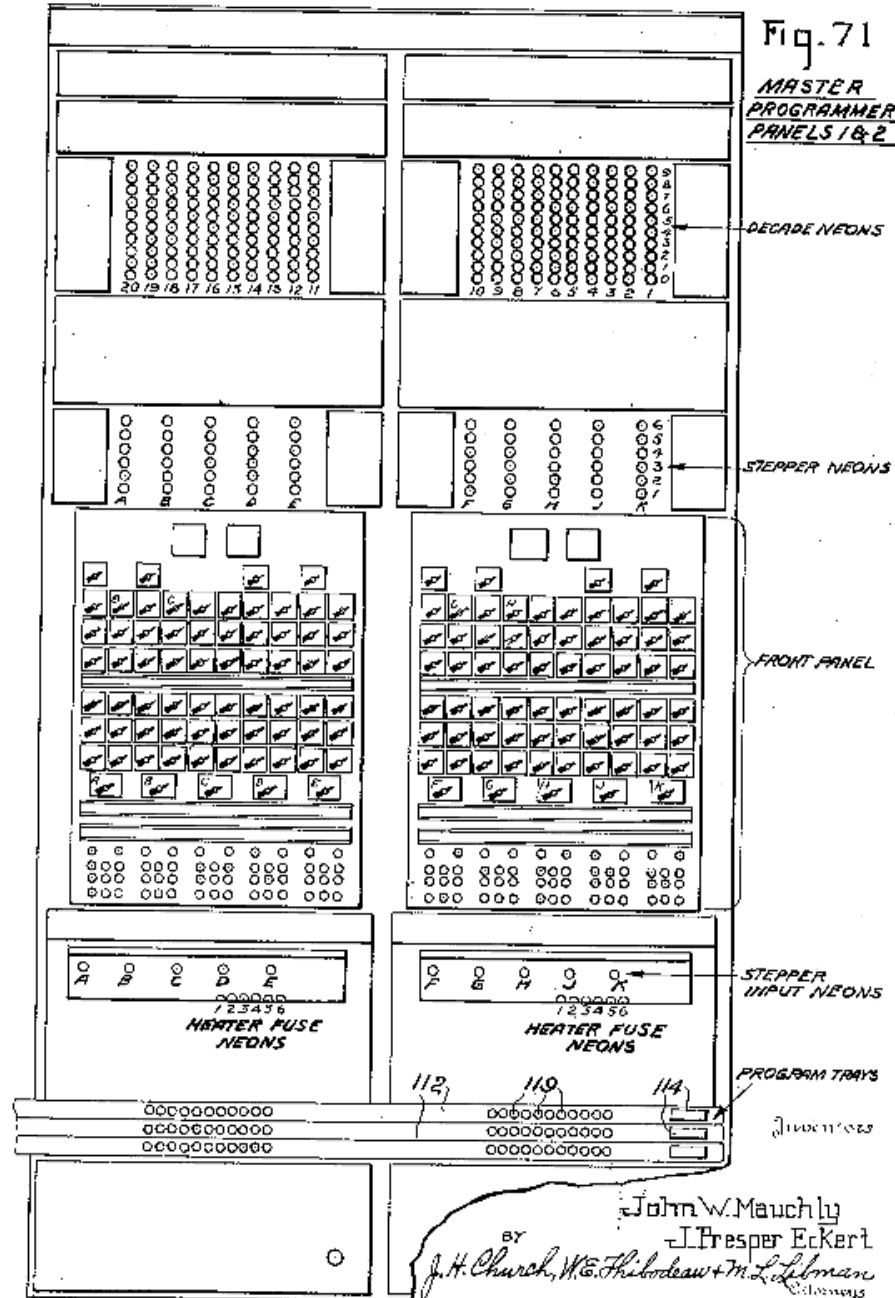 Fig. 71
MASTER
PROGRAMMER
PANELS 1 & 2
9
8
7
6
5
4
3
2
1
0
DECADE NEONS
20 19 18 17 16 15 14 13 12 11
10 9 8 7 6 5 4 3 2 1
6
5
4
3
2
1
STEPPER NEONS
A B C D E
F G H J K
B C
G H
FRONT PANEL
A B C D E
F G H J K
A B C D E
F G H J K
STEPPER
INPUT NEONS
1 2 3 4 5 6
1 2 3 4 5 6
HEATER FUSE
NEONS
HEATER FUSE
NEONS
PROGRAM TRAYS
112 119 114
Inventors
John W. Mauchly
J. Presper Eckert
BY
J. H. Church, W. E. Thibodeau + M. L. Libman
Attorneys